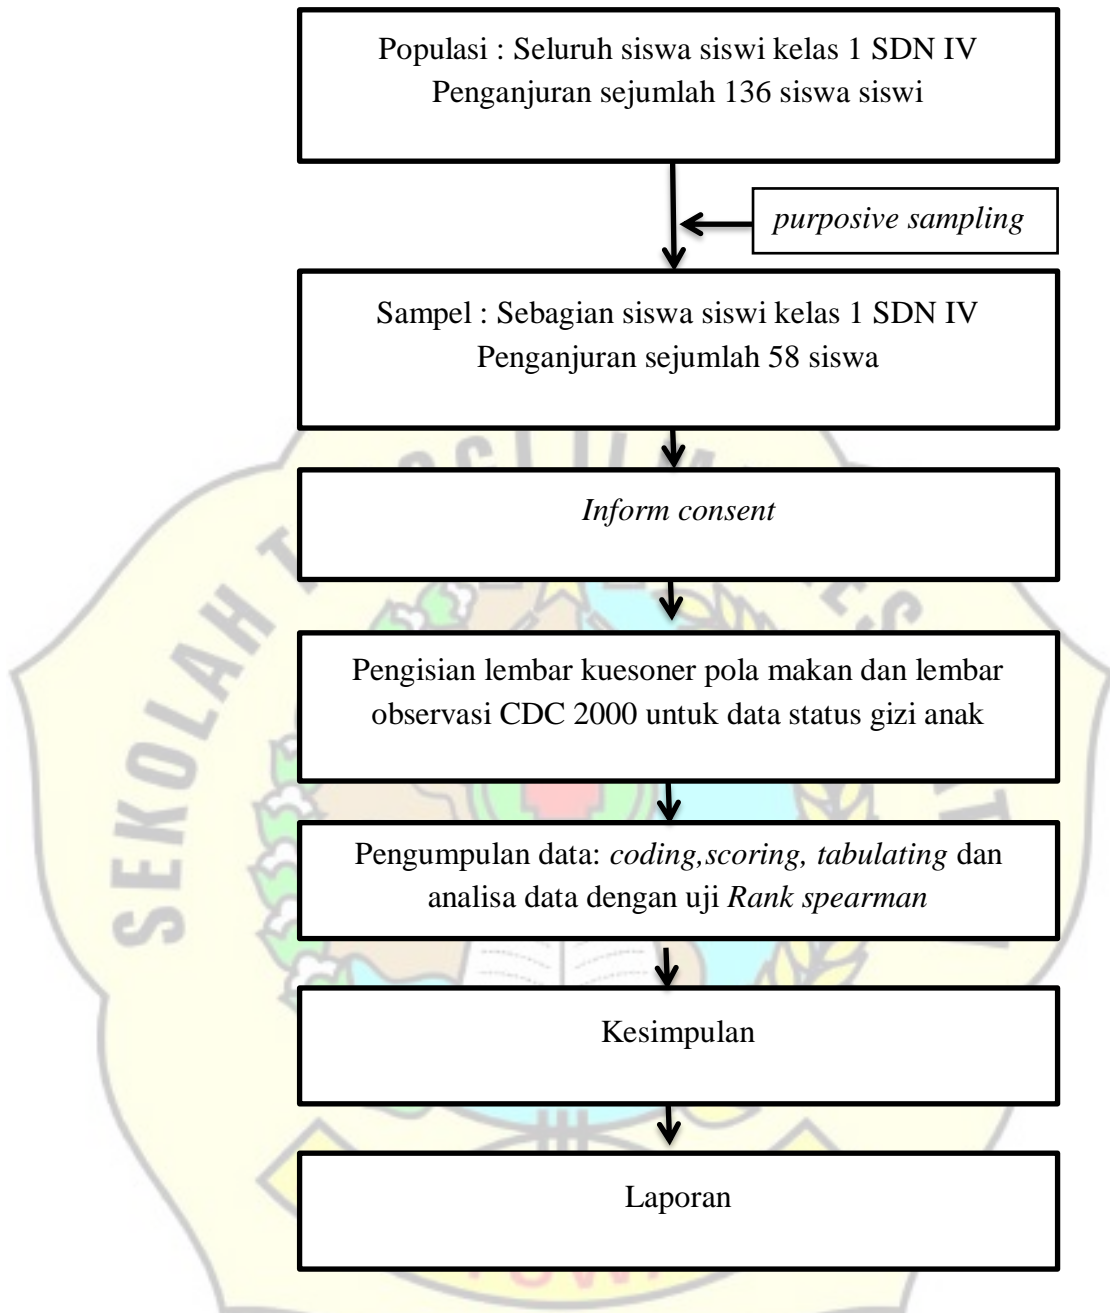 Populasi : Seluruh siswa siswi kelas 1 SDN IV
Penganjuran sejumlah 136 siswa siswi
purposive sampling
Sampel : Sebagian siswa siswi kelas 1 SDN IV
Penganjuran sejumlah 58 siswa
Inform consent
Pengisian lembar kuesoner pola makan dan lembar
observasi CDC 2000 untuk data status gizi anak
Pengumpulan data: coding,scoring, tabulating dan
analisa data dengan uji Rank spearman
Kesimpulan
Laporan
SEKOLAH